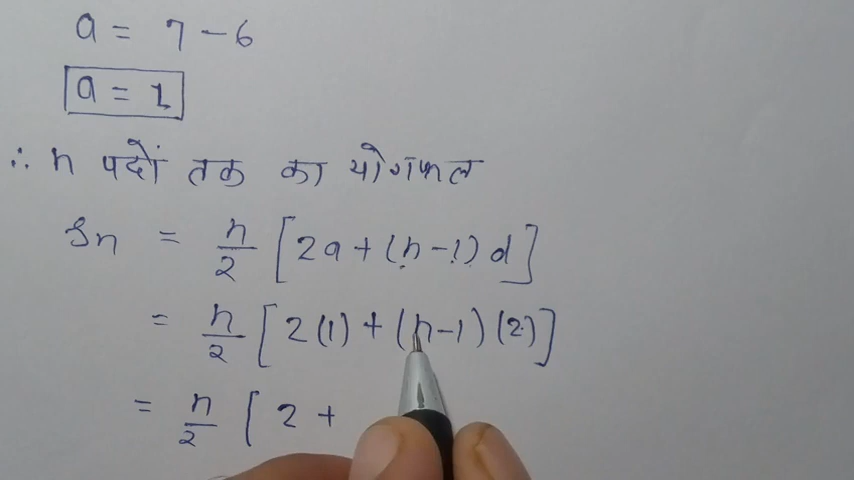 a = 7 - 6
a = 1
∴ n पदों तक का योगफल
Sn = n/2 [2a + (n-1) d]
= n/2 [2(1) + (n-1) (2)]
= n/2 [2 +